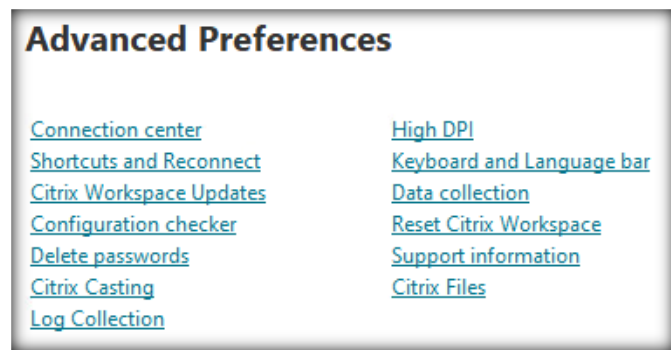 Advanced Preferences
Connection center
Shortcuts and Reconnect
Citrix Workspace Updates
Configuration checker
Delete passwords
Citrix Casting
Log Collection
High DPI
Keyboard and Language bar
Data collection
Reset Citrix Workspace
Support information
Citrix Files